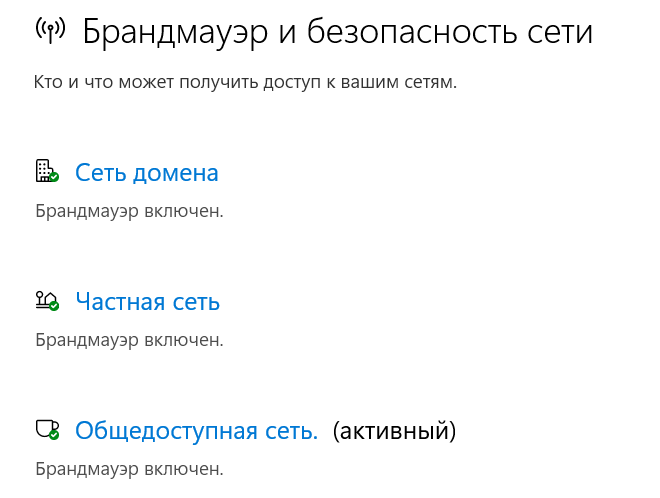 Брандмауэр и безопасность сети
Кто и что может получить доступ к вашим сетям.
Сеть домена
Брандмауэр включен.
Частная сеть
Брандмауэр включен.
Общедоступная сеть. (активный)
Брандмауэр включен.